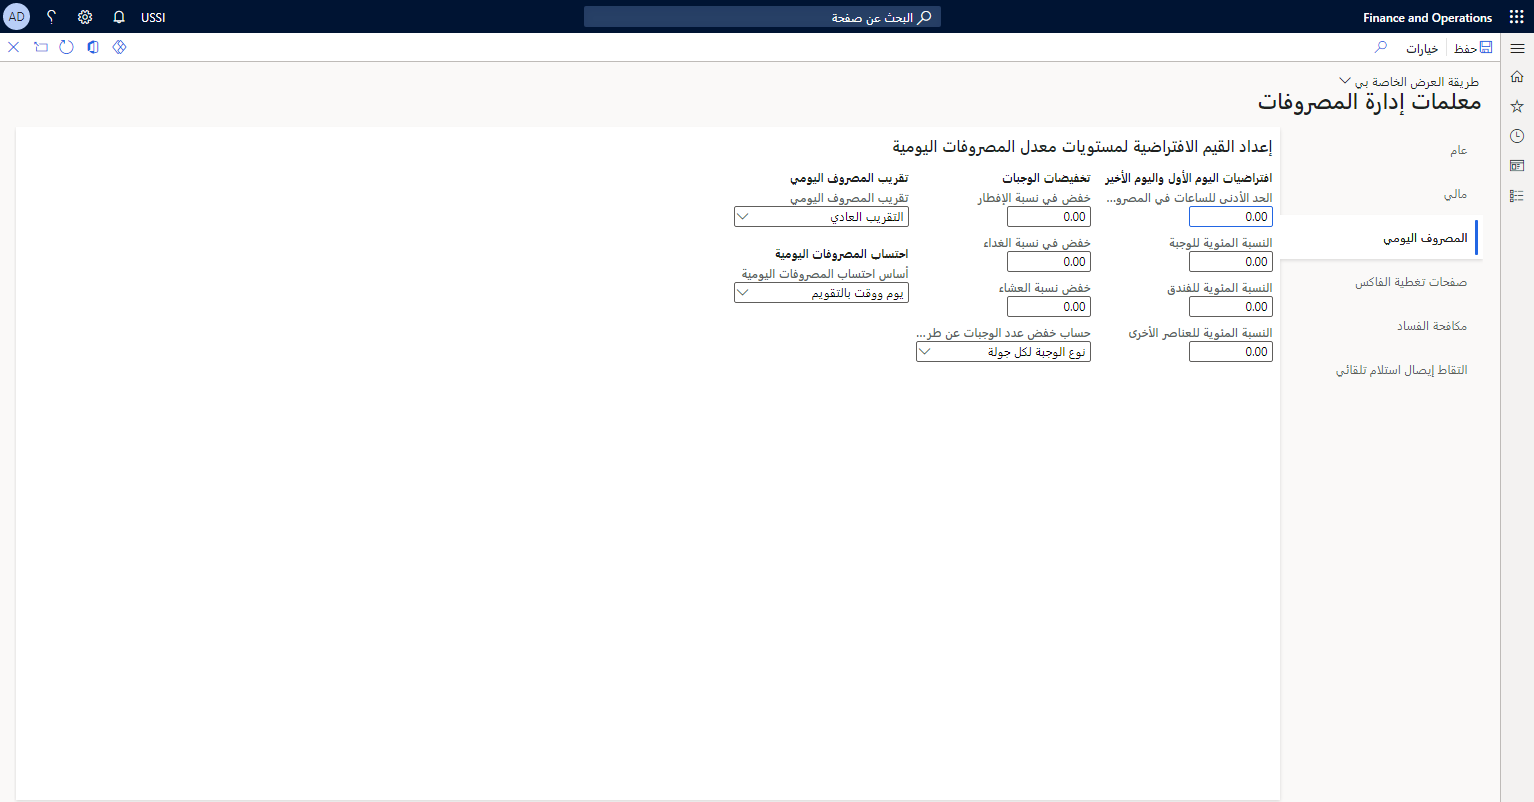 Finance and Operations
البحث عن صفحة
USSI
AD
حفظ
خيارات
طريقة العرض الخاصة بي
معلمات إدارة المصروفات
عام
مالي
المصروف اليومي
صفحات تغطية الفاكس
مكافحة الفساد
التقاط إيصال استلام تلقائي
إعداد القيم الافتراضية لمستويات معدل المصروفات اليومية
افتراضيات اليوم الأول واليوم الأخير
الحد الأدنى للساعات في المصرو...
0.00
النسبة المئوية للوجبة
0.00
النسبة المئوية للفندق
0.00
النسبة المئوية للعناصر الأخرى
0.00
تخفيضات الوجبات
خفض في نسبة الإفطار
0.00
خفض في نسبة الغداء
0.00
خفض نسبة العشاء
0.00
حساب خفض عدد الوجبات عن طر...
نوع الوجبة لكل جولة
تقريب المصروف اليومي
تقريب المصروف اليومي
التقريب العادي
احتساب المصروفات اليومية
أساس احتساب المصروفات اليومية
يوم ووقت بالتقويم